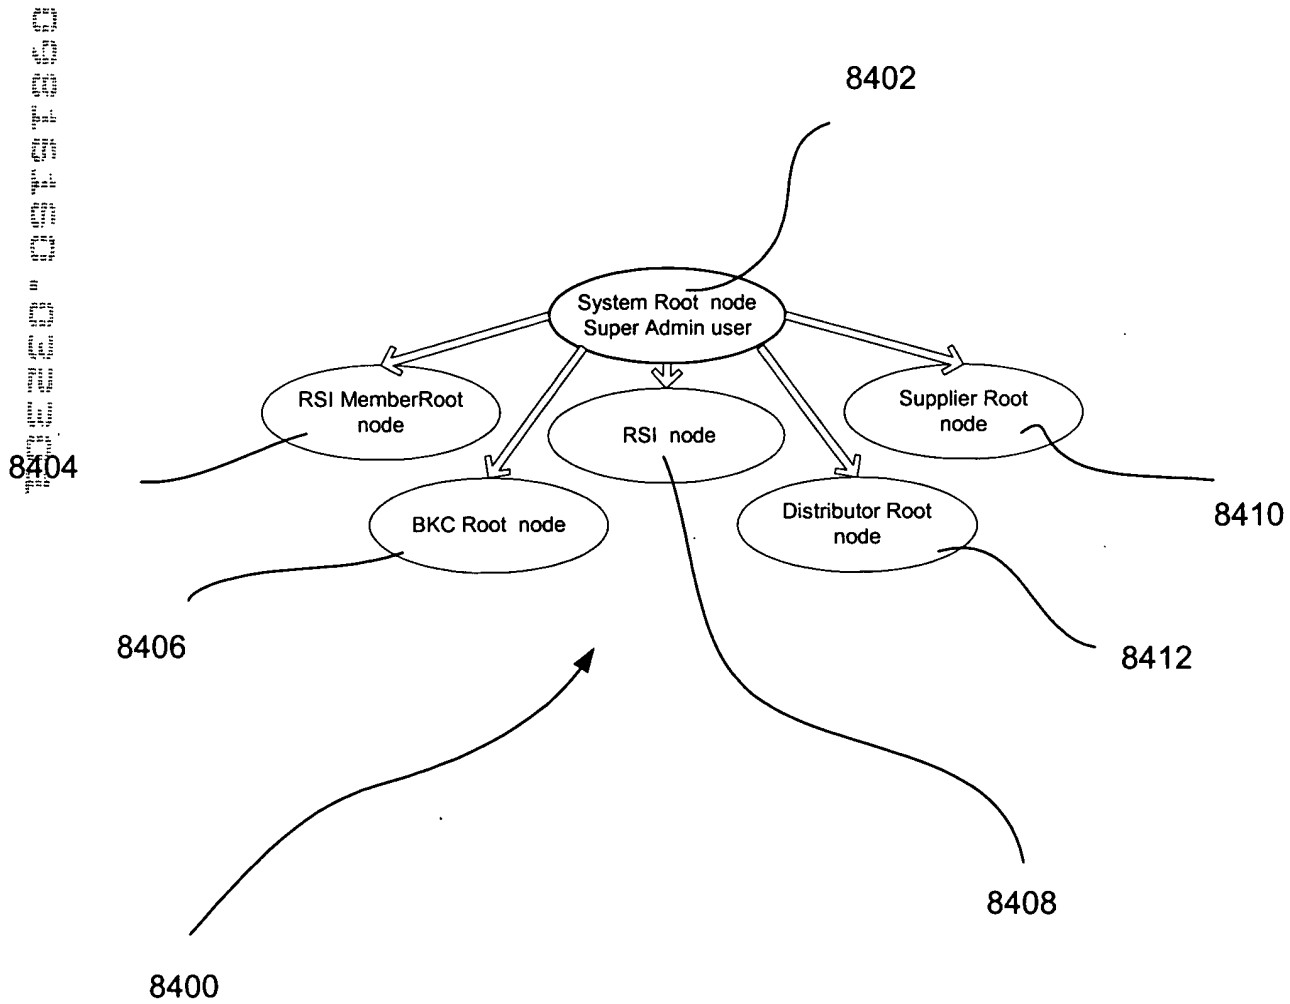 8402
System Root node
Super Admin user
RSI MemberRoot
node
Supplier Root
node
RSI node
8404
BKC Root node
Distributor Root
node
8410
8406
8412
8408
8400